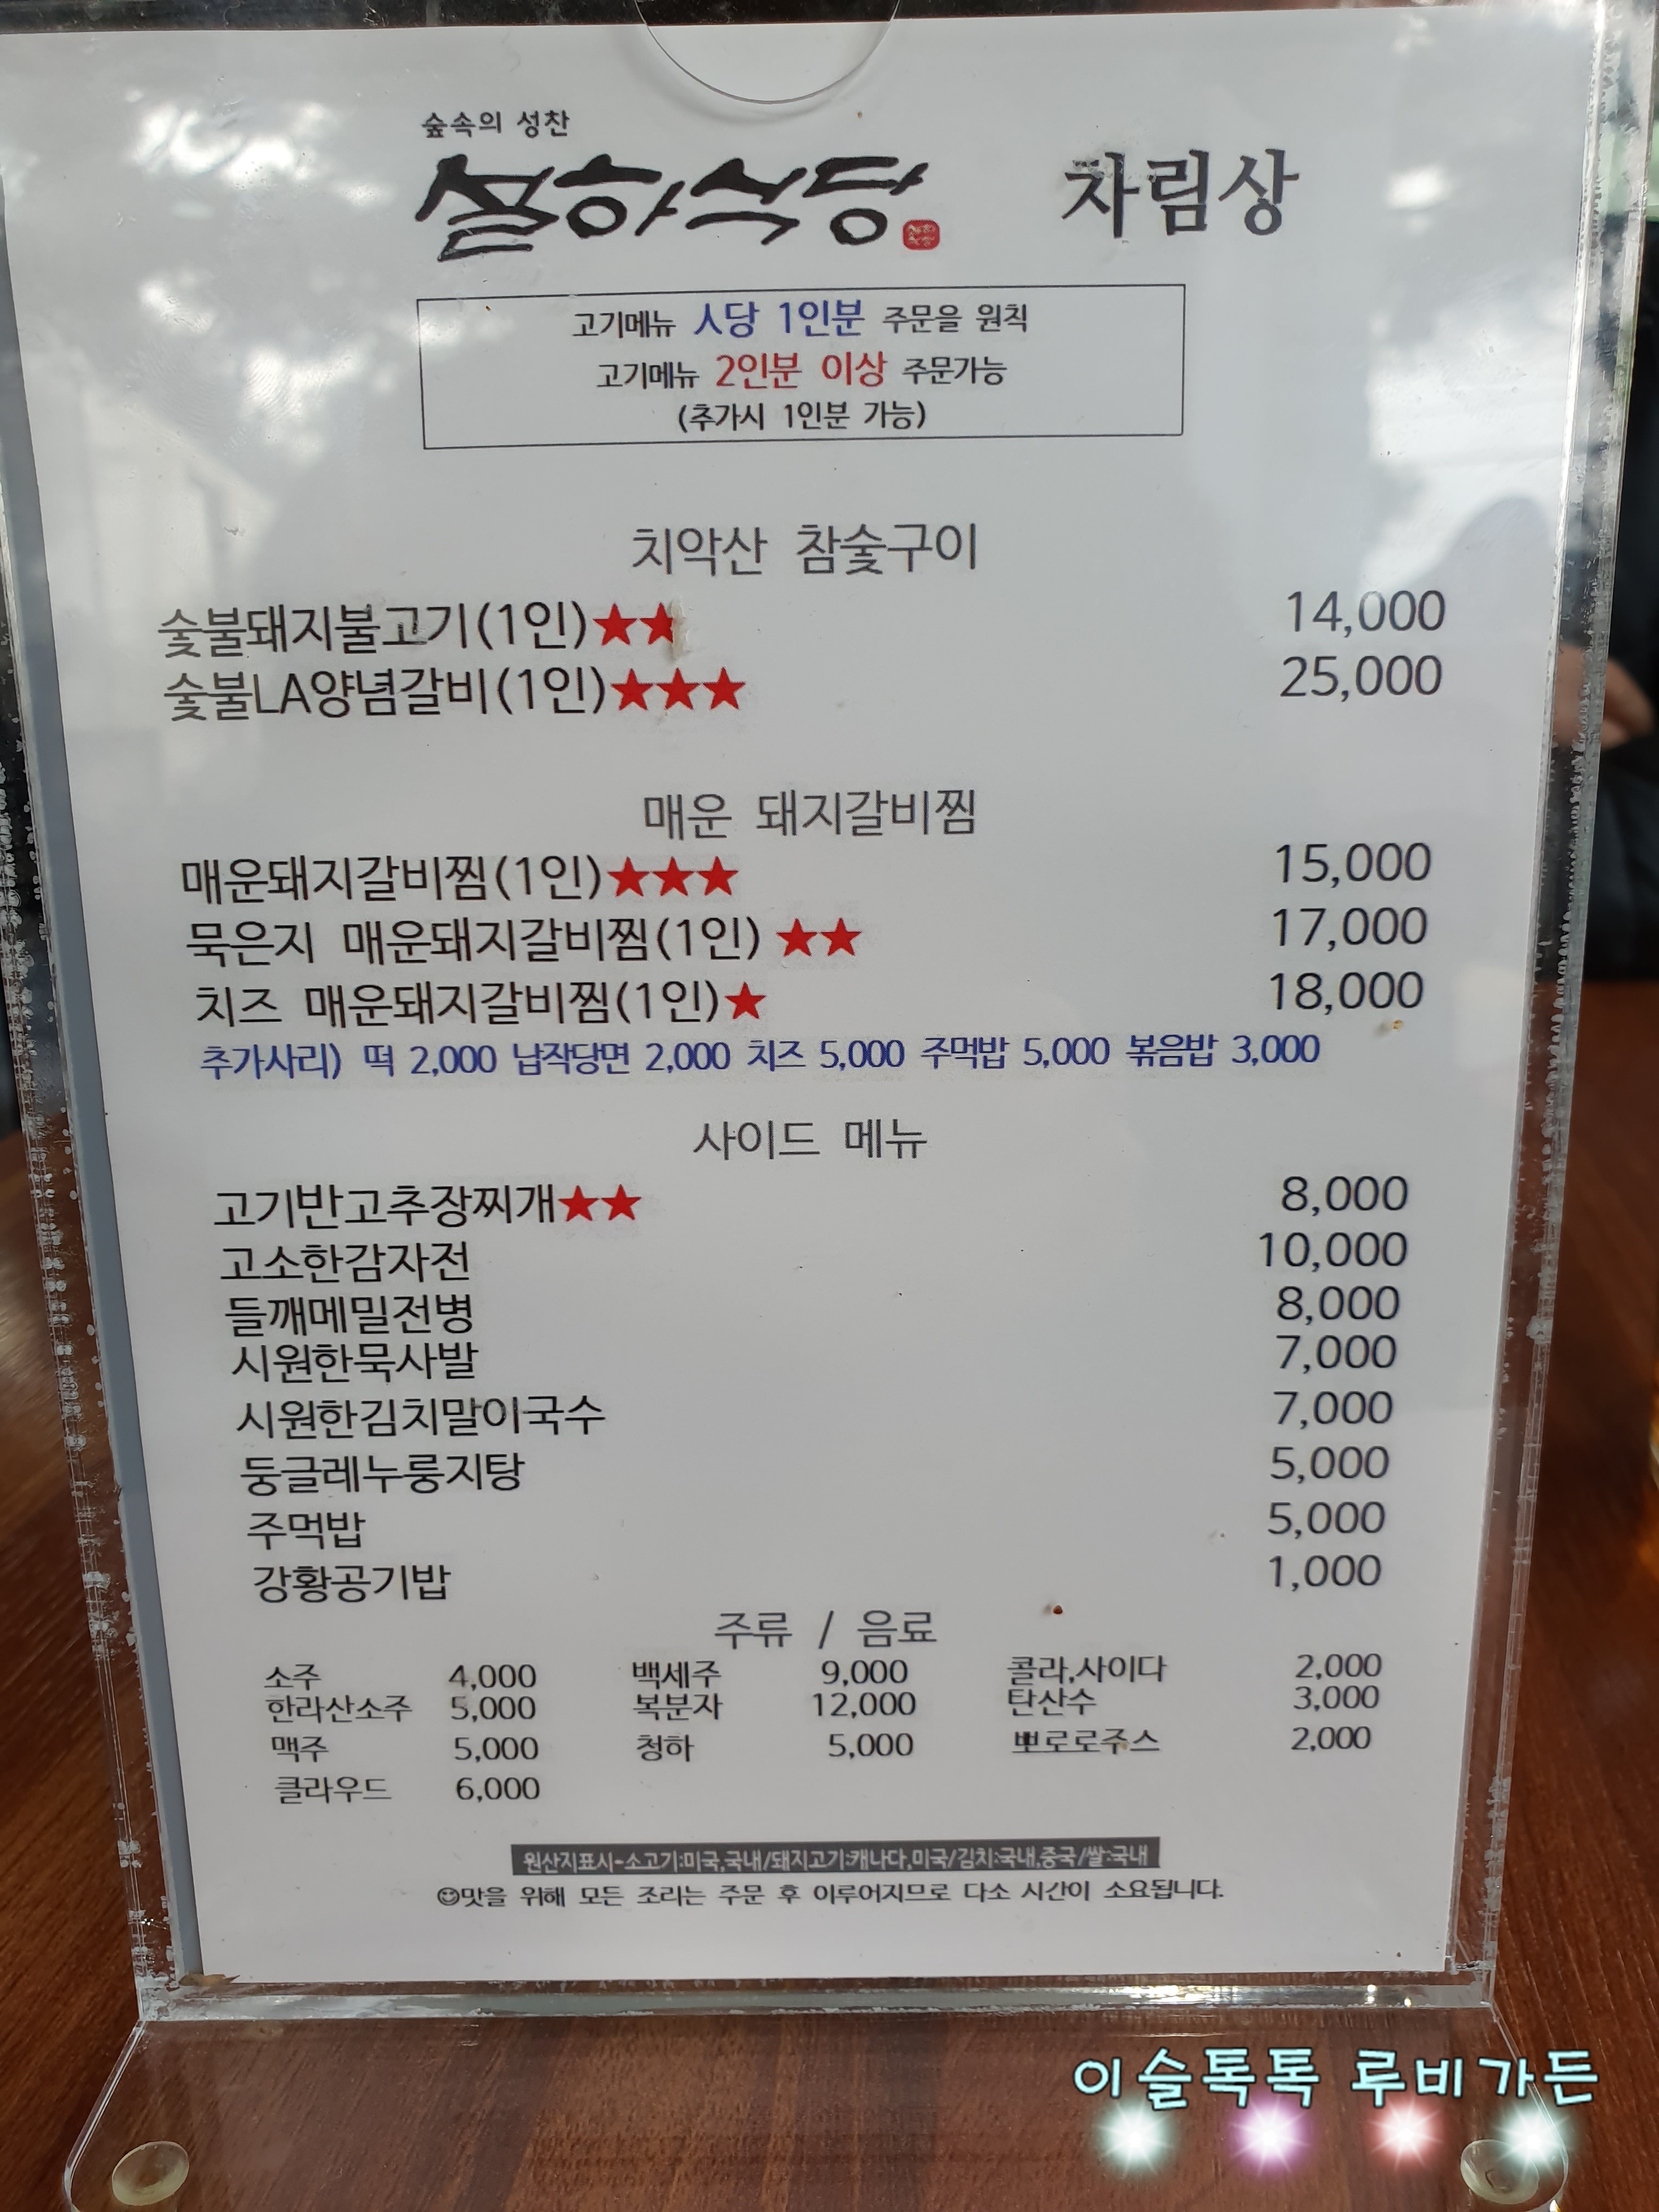 숲속의 성찬
설하식당 차림상
고기메뉴 人당 1인분 주문을 원칙
고기메뉴 2인분 이상 주문가능
(추가시 1인분 가능)
치악산 참숯구이
숯불돼지불고기(1인)★★ 14,000
숯불LA양념갈비(1인)★★★ 25,000
매운 돼지갈비찜
매운돼지갈비찜(1인)★★★ 15,000
묵은지 매운돼지갈비찜(1인) ★★ 17,000
치즈 매운돼지갈비찜(1인)★ 18,000
추가사리) 떡 2,000 납작당면 2,000 치즈 5,000 주먹밥 5,000 볶음밥 3,000
사이드 메뉴
고기반고추장찌개★★ 8,000
고소한감자전 10,000
들깨메밀전병 8,000
시원한묵사발 7,000
시원한김치말이국수 7,000
둥글레누룽지탕 5,000
주먹밥 5,000
강황공기밥 1,000
주류 / 음료
소주 4,000 백세주 9,000 콜라,사이다 2,000
한라산소주 5,000 복분자 12,000 탄산수 3,000
맥주 5,000 청하 5,000 뽀로로주스 2,000
클라우드 6,000
원산지표시-소고기:미국,국내/돼지고기:캐나다,미국/김치:국내,중국/쌀:국내
☺맛을 위해 모든 조리는 주문 후 이루어지므로 다소 시간이 소요됩니다.
이슬톡톡 루비가든